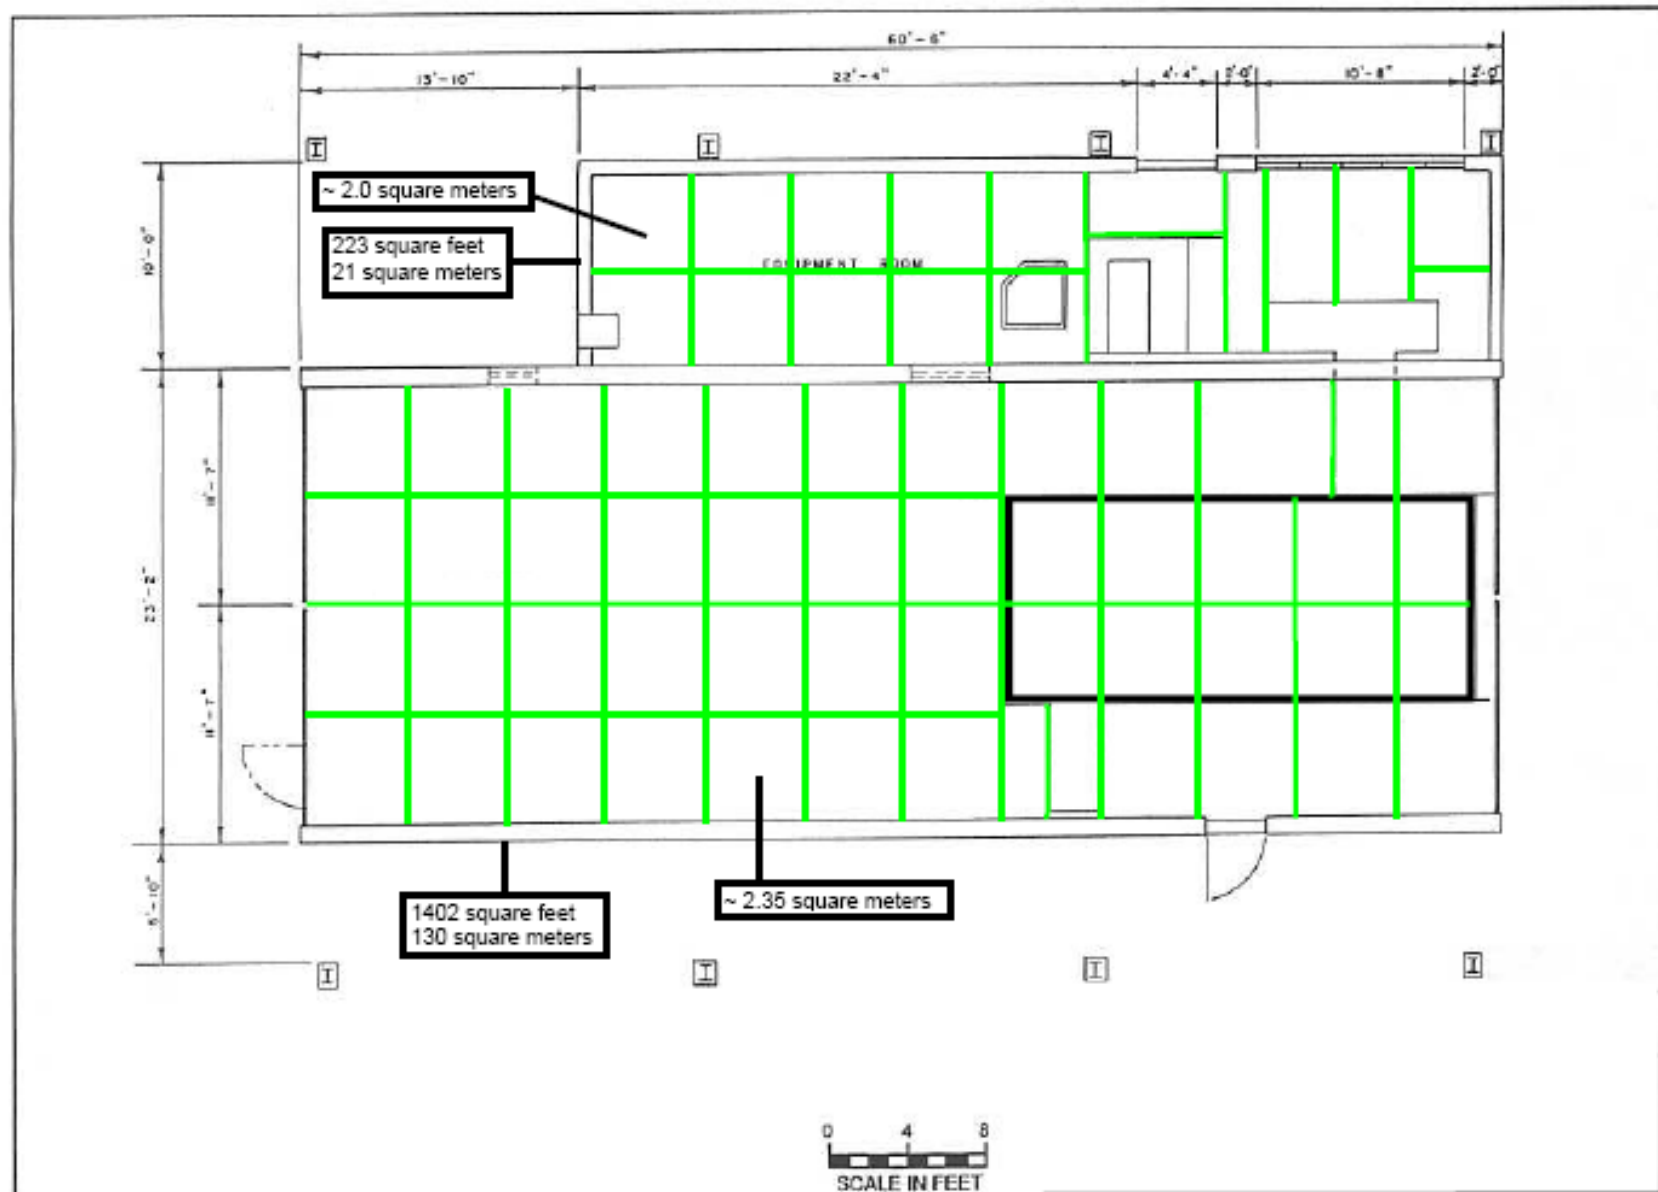 60'-6"
13'-10"
22'-4"
4'-4"
2'-0"
10'-8"
2'-0"
I
I
I
I
~ 2.0 square meters
223 square feet
21 square meters
10'-0"
EQUIPMENT ROOM
11'-7"
23'-2"
11'-7"
5'-10"
1402 square feet
130 square meters
~ 2.35 square meters
I
I
I
I
0 4 8
SCALE IN FEET